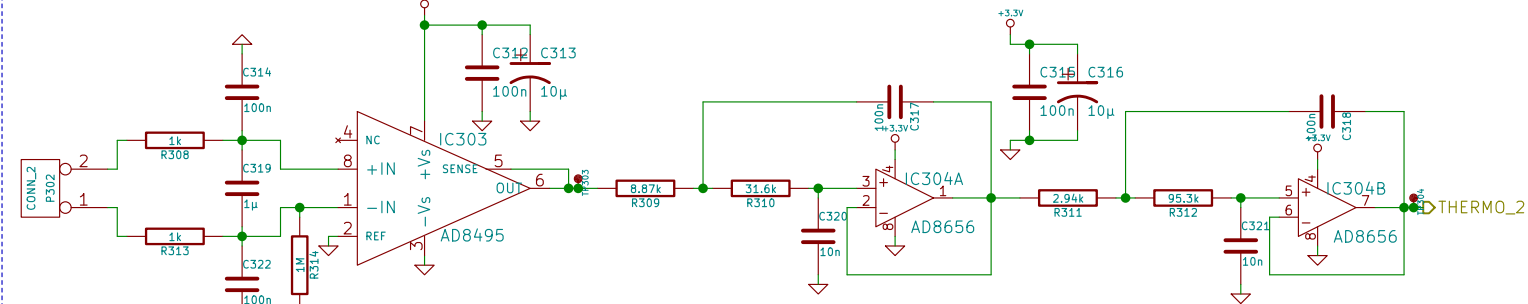 CONN_2
P302
2
1
1k
R308
1k
R313
C314
100n
C319
1µ
C322
100n
1M
R314
4
NC
8
+IN
1
-IN
2
REF
7
+Vs
-Vs
3
IC303
SENSE
5
OUT
6
AD8495
C312
100n
C313
10µ
TP303
8.87k
R309
31.6k
R310
C320
10n
100n
C317
+3.3V
3
+
2
-
4
8
1
IC304A
AD8656
+3.3V
C315
100n
C316
10µ
2.94k
R311
95.3k
R312
C321
10n
100n
C318
+3.3V
5
+
6
-
4
8
7
IC304B
AD8656
TP304
THERMO_2